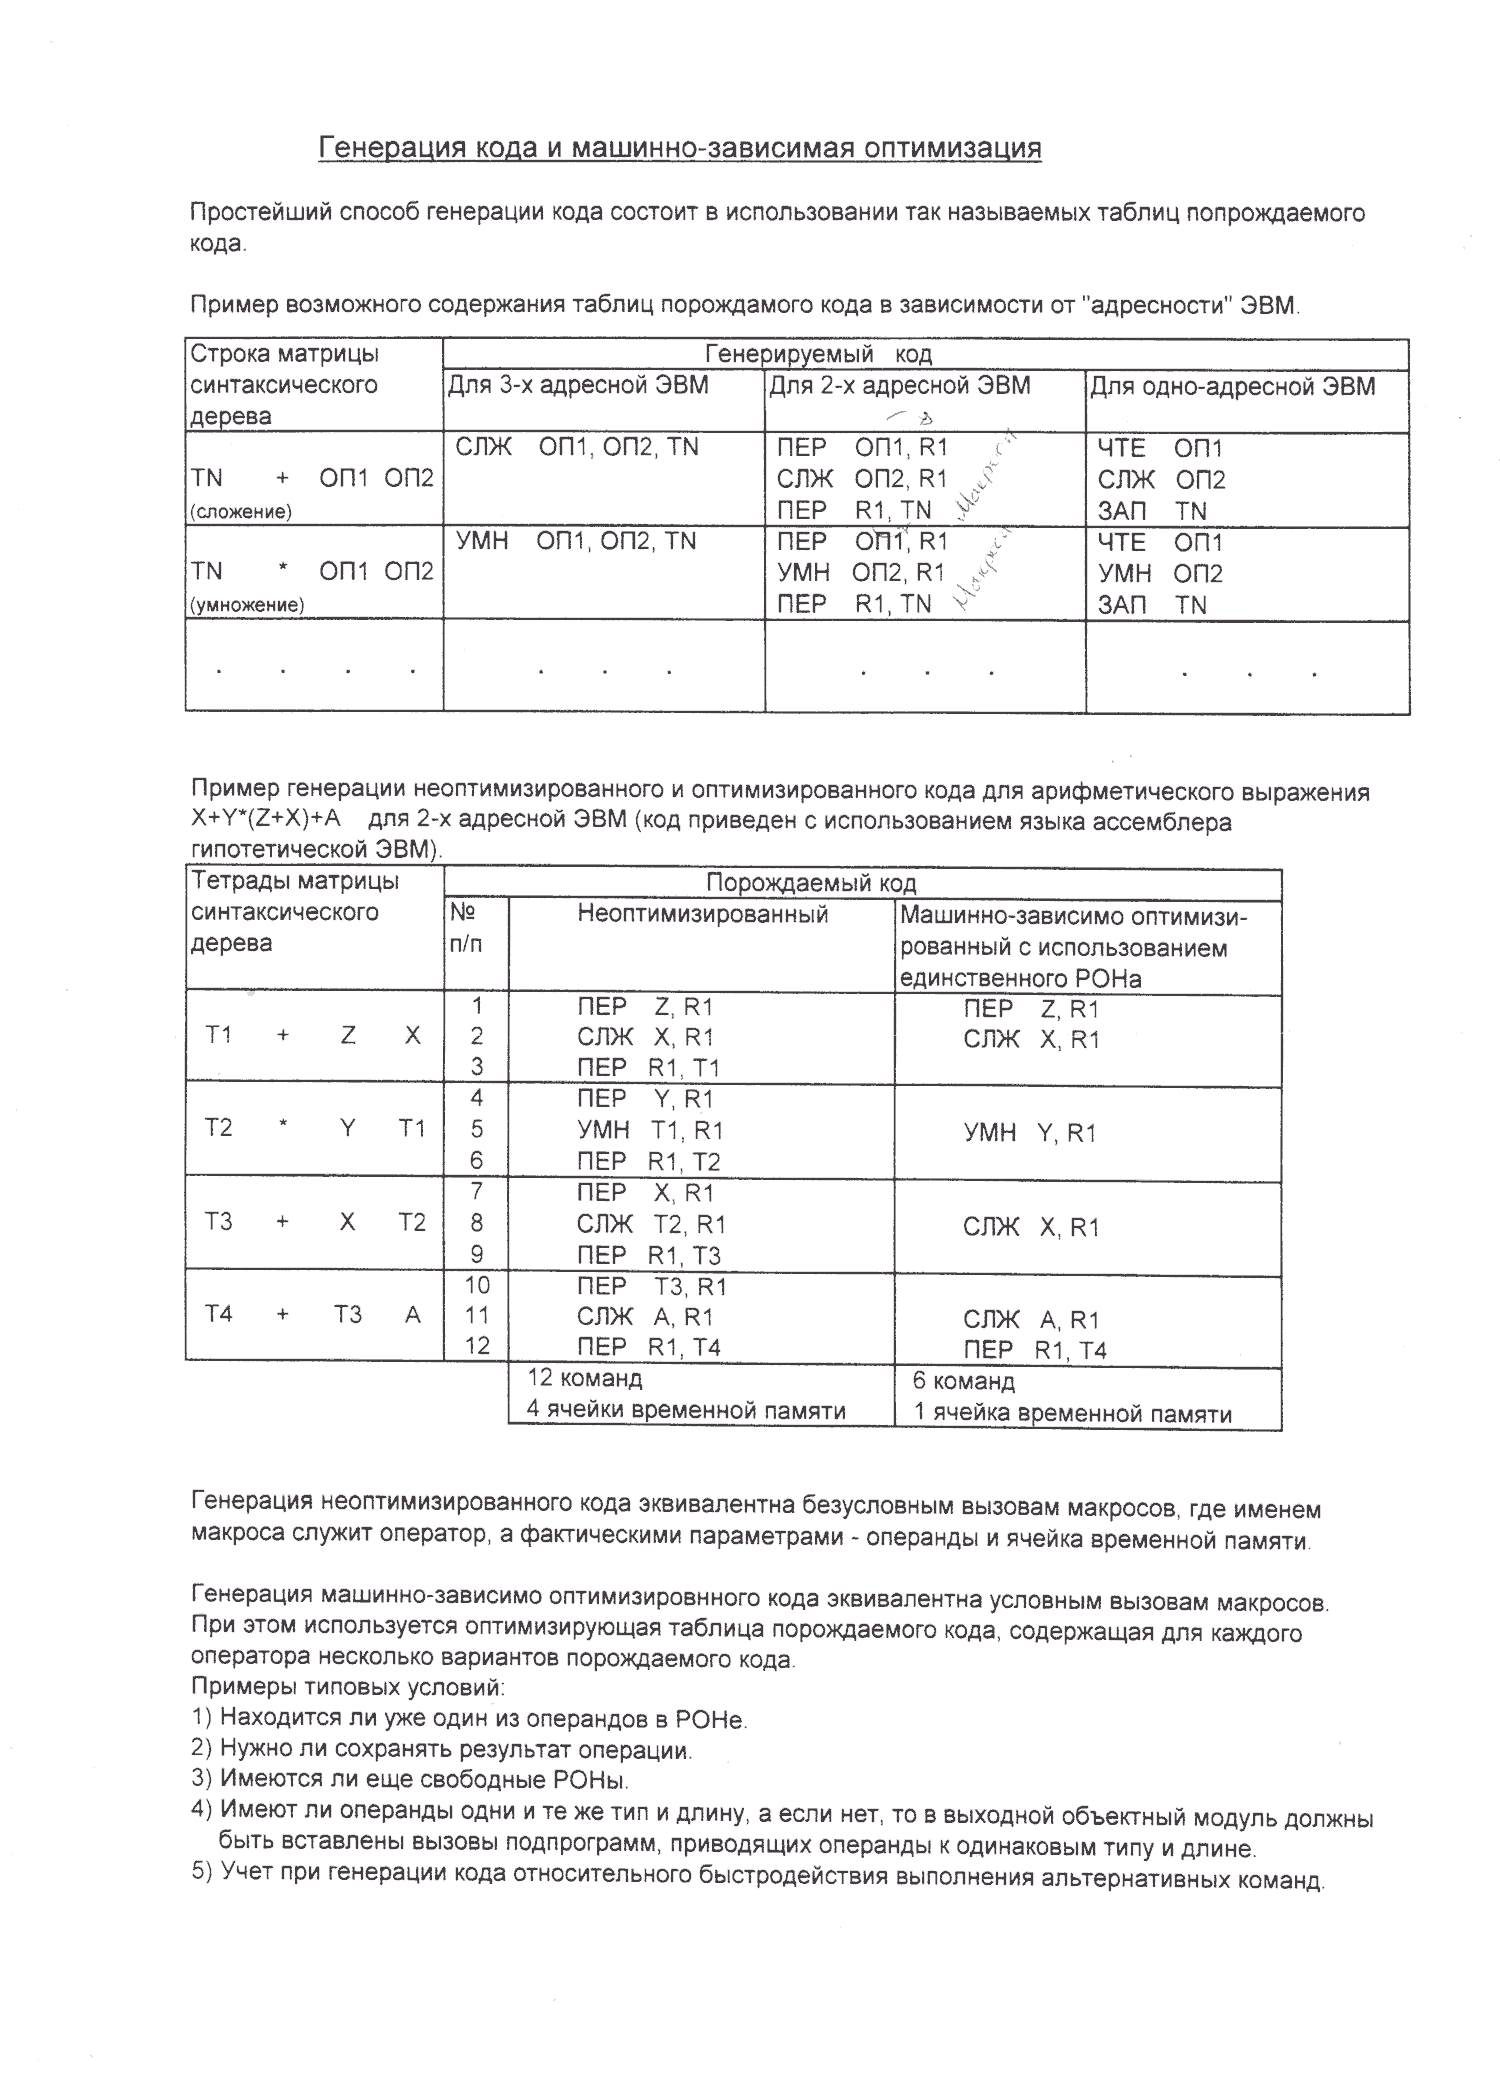 Генерация кода и машинно-зависимая оптимизация
Простейший способ генерации кода состоит в использовании так называемых таблиц попрождаемого
кода.
Пример возможного содержания таблиц порождамого кода в зависимости от "адресности" ЭВМ.
Строка матрицы синтаксического дерева
Генерируемый код
Для 3-х адресной ЭВМ
Для 2-х адресной ЭВМ
Для одно-адресной ЭВМ
TN + ОП1 ОП2
(сложение)
СЛЖ ОП1, ОП2, TN
ПЕР ОП1, R1
СЛЖ ОП2, R1
ПЕР R1, TN
Макрос
ЧТЕ ОП1
СЛЖ ОП2
ЗАП TN
TN * ОП1 ОП2
(умножение)
УМН ОП1, ОП2, TN
ПЕР ОП1, R1
УМН ОП2, R1
ПЕР R1, TN
Макрос
ЧТЕ ОП1
УМН ОП2
ЗАП TN
. . . .
. . .
. . .
. . .
Пример генерации неоптимизированного и оптимизированного кода для арифметического выражения
X+Y*(Z+X)+A для 2-х адресной ЭВМ (код приведен с использованием языка ассемблера
гипотетической ЭВМ).
Тетрады матрицы
синтаксического
дерева
Порождаемый код
№
п/п
Неоптимизированный
Машинно-зависимо оптимизи-
рованный с использованием
единственного РОНа
T1 + Z X
1 ПЕР Z, R1
2 СЛЖ X, R1
3 ПЕР R1, T1
ПЕР Z, R1
СЛЖ X, R1
T2 * Y T1
4 ПЕР Y, R1
5 УМН T1, R1
6 ПЕР R1, T2
УМН Y, R1
T3 + X T2
7 ПЕР X, R1
8 СЛЖ T2, R1
9 ПЕР R1, T3
СЛЖ X, R1
T4 + T3 A
10 ПЕР T3, R1
11 СЛЖ A, R1
12 ПЕР R1, T4
СЛЖ A, R1
ПЕР R1, T4
12 команд
4 ячейки временной памяти
6 команд
1 ячейка временной памяти
Генерация неоптимизированного кода эквивалентна безусловным вызовам макросов, где именем
макроса служит оператор, а фактическими параметрами - операнды и ячейка временной памяти.
Генерация машинно-зависимо оптимизировнного кода эквивалентна условным вызовам макросов.
При этом используется оптимизирующая таблица порождаемого кода, содержащая для каждого
оператора несколько вариантов порождаемого кода.
Примеры типовых условий:
1) Находится ли уже один из операндов в РОНе.
2) Нужно ли сохранять результат операции.
3) Имеются ли еще свободные РОНы.
4) Имеют ли операнды одни и те же тип и длину, а если нет, то в выходной объектный модуль должны
быть вставлены вызовы подпрограмм, приводящих операнды к одинаковым типу и длине.
5) Учет при генерации кода относительного быстродействия выполнения альтернативных команд.